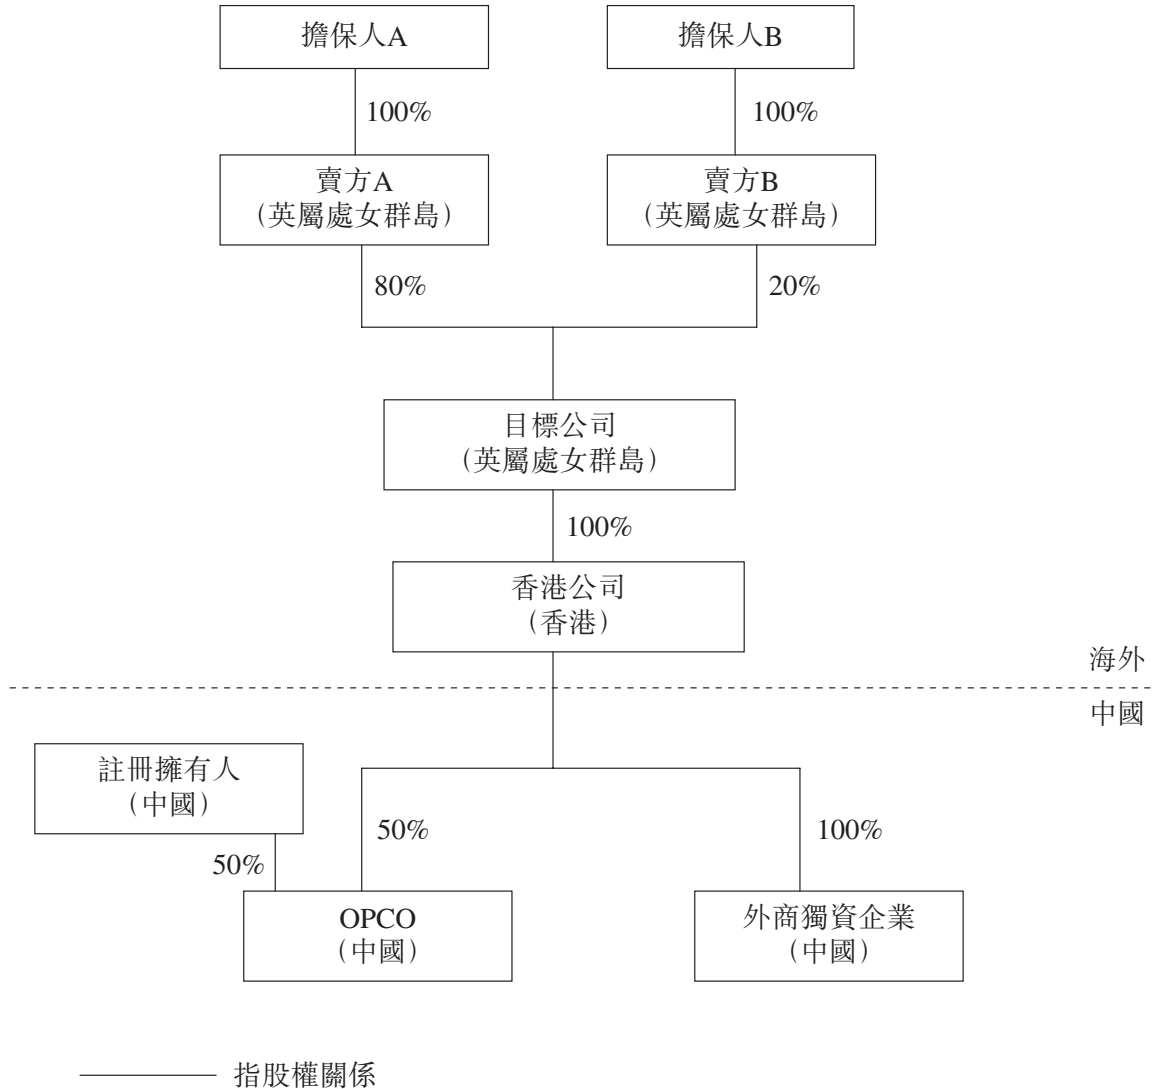 擔保人A
擔保人B
100%
100%
賣方A
（英屬處女群島）
賣方B
（英屬處女群島）
80%
20%
目標公司
（英屬處女群島）
100%
香港公司
（香港）
海外
中國
註冊擁有人
（中國）
50%
50%
100%
OPCO
（中國）
外商獨資企業
（中國）
指股權關係